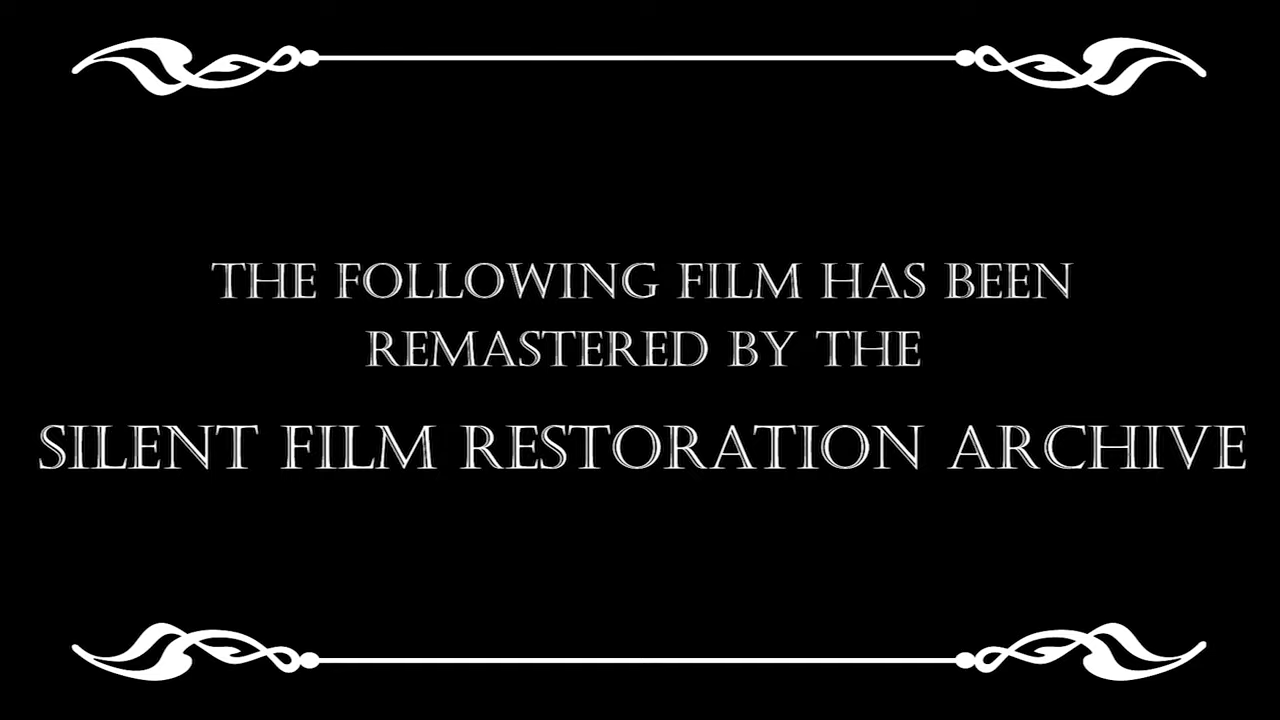 THE FOLLOWING FILM HAS BEEN
REMASTERED BY THE
SILENT FILM RESTORATION ARCHIVE